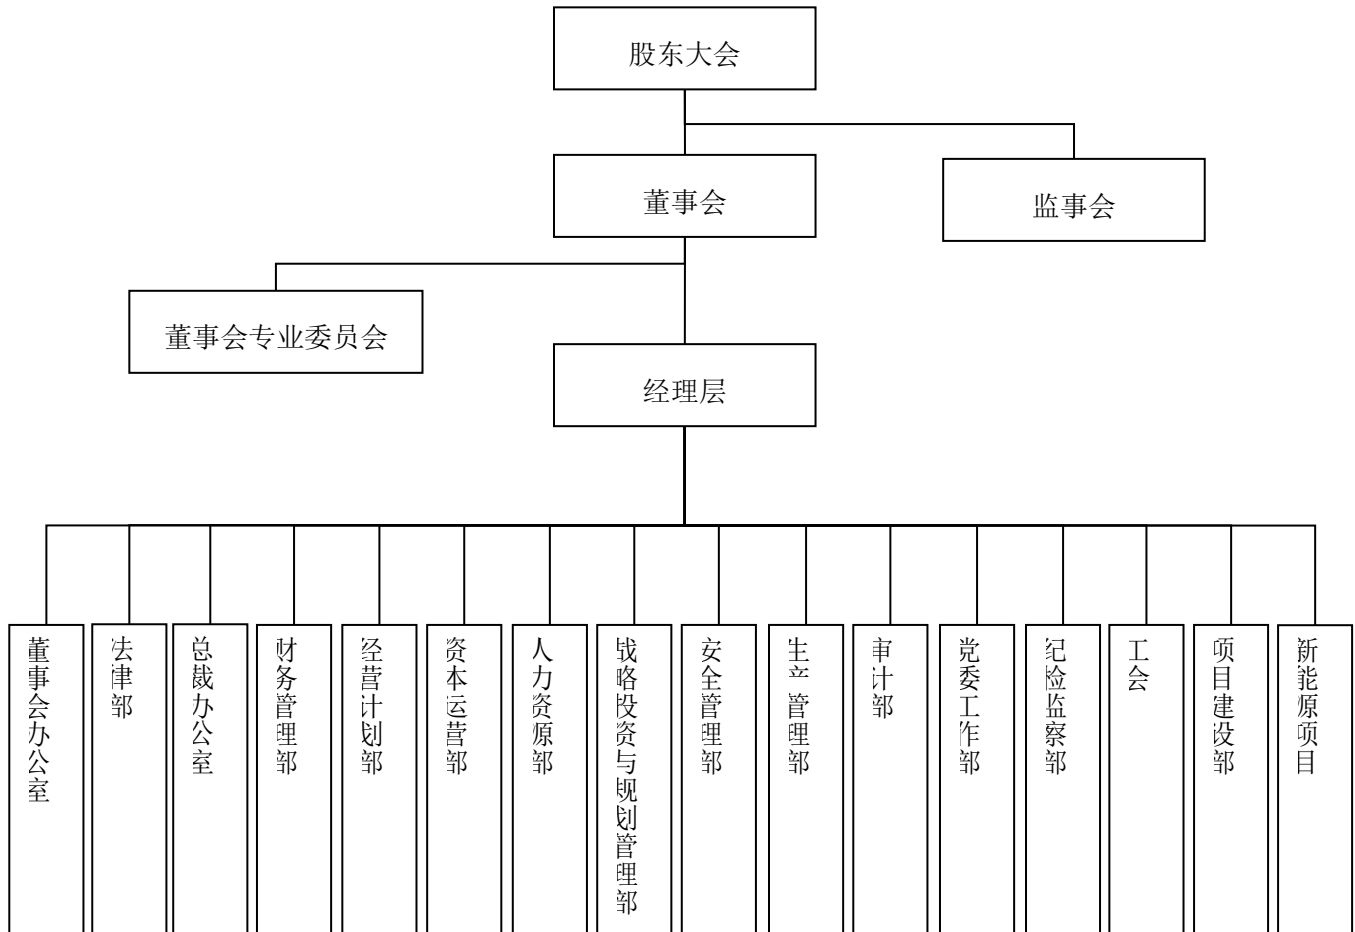 股东大会
董事会
监事会
董事会专业委员会
经理层
董事会办公室
法律部
总裁办公室
财务管理部
经营计划部
资本运营部
人力资源部
战略投资与规划管理部
安全管理部
生产管理部
审计部
党委工作部
纪检监察部
工会
项目建设部
新能源项目